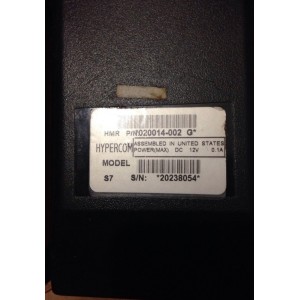 HMR P/N 020014-002 G*
HYPERCOM
ASSEMBLED IN UNITED STATES
POWER(MAX) DC 12V 0.1A
MODEL
S7 S/N: *20238054*